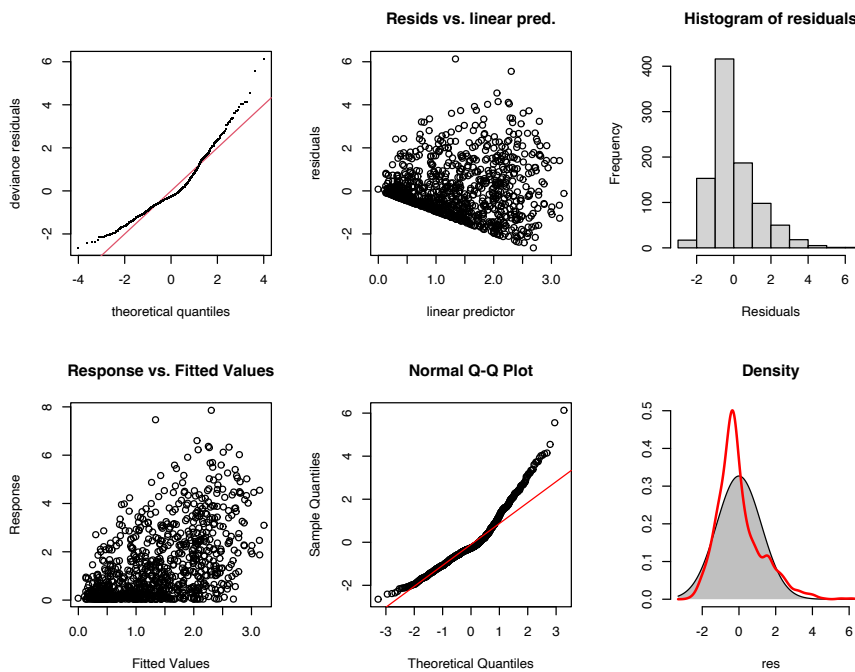 Resids vs. linear pred.
Histogram of residuals
deviance residuals
-2 0 2 4 6
-4 -2 0 2 4
theoretical quantiles
residuals
-2 0 2 4 6
0.0 1.0 2.0 3.0
linear predictor
Frequency
0 100 200 300 400
-2 0 2 4 6
Residuals
Response vs. Fitted Values
Normal Q-Q Plot
Density
Response
0 2 4 6 8
0.0 1.0 2.0 3.0
Fitted Values
Sample Quantiles
-2 0 2 4 6
-3 -2 -1 0 1 2 3
Theoretical Quantiles
0.0 0.1 0.2 0.3 0.4 0.5
-2 0 2 4 6
res